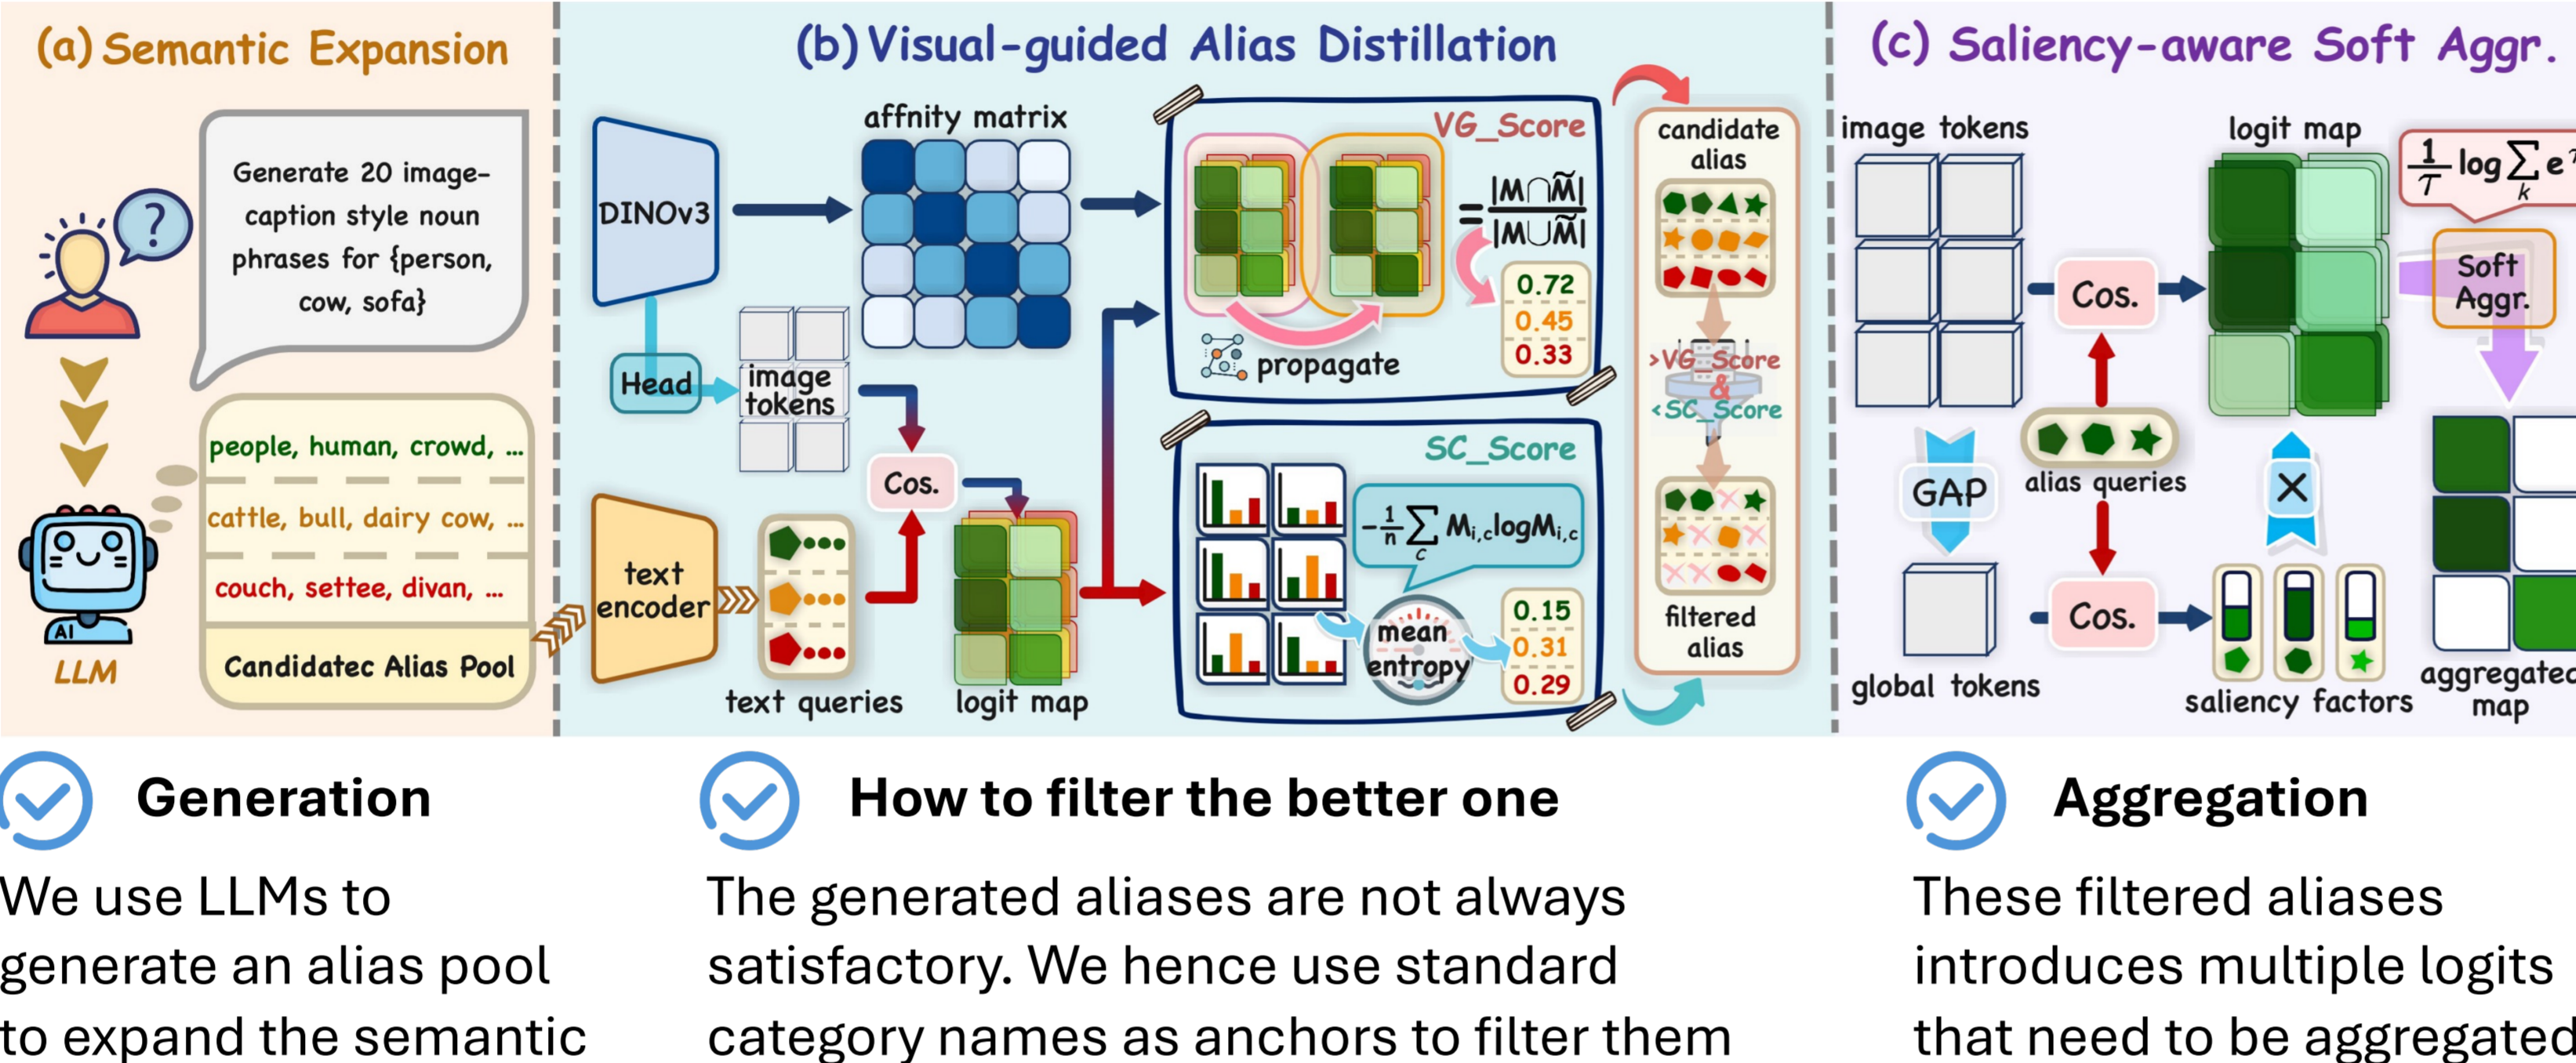 (a) Semantic Expansion
Generate 20 image-
caption style noun
phrases for {person,
cow, sofa}
?
people, human, crowd, ...
cattle, bull, dairy cow, ...
couch, settee, divan, ...
Candidatec Alias Pool
AI
LLM
(b) Visual-guided Alias Distillation
DINOv3
affnity matrix
Head
image
tokens
Cos.
text
encoder
text queries
logit map
VG_Score
= |M∩M̃| / |M∪M̃|
propagate
0.72
0.45
0.33
SC_Score
-1/n ∑c Mi,c logMi,c
mean
entropy
0.15
0.31
0.29
candidate
alias
>VG_Score
&
<SC_Score
filtered
alias
(c) Saliency-aware Soft Aggr.
image tokens
logit map
1/τ log ∑k e
Soft
Aggr.
Cos.
GAP
alias queries
X
Cos.
global tokens
saliency factors
aggregated
map
Generation
We use LLMs to
generate an alias pool
to expand the semantic
How to filter the better one
The generated aliases are not always
satisfactory. We hence use standard
category names as anchors to filter them
Aggregation
These filtered aliases
introduces multiple logits
that need to be aggregated